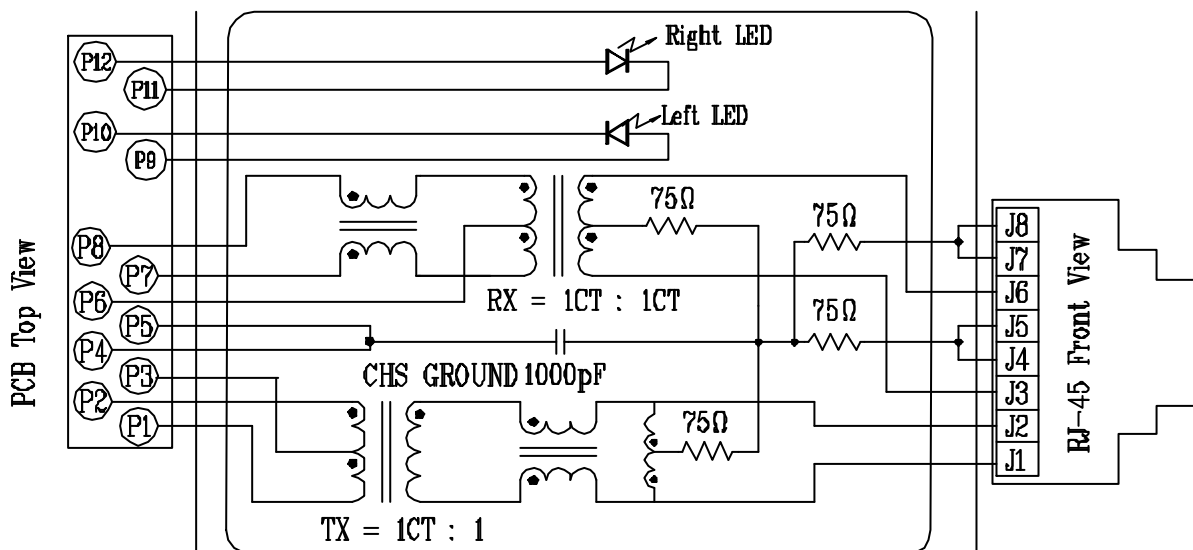 Right LED
P12
P11
Left LED
P10
P9
75Ω
75Ω
J8
P8
J7
P7
J6
P6
RX = 1CT : 1CT
75Ω
P5
J5
P4
J4
CHS GROUND 1000pF
P3
J3
P2
75Ω
J2
P1
J1
TX = 1CT : 1
PCB Top View
RJ-45 Front View